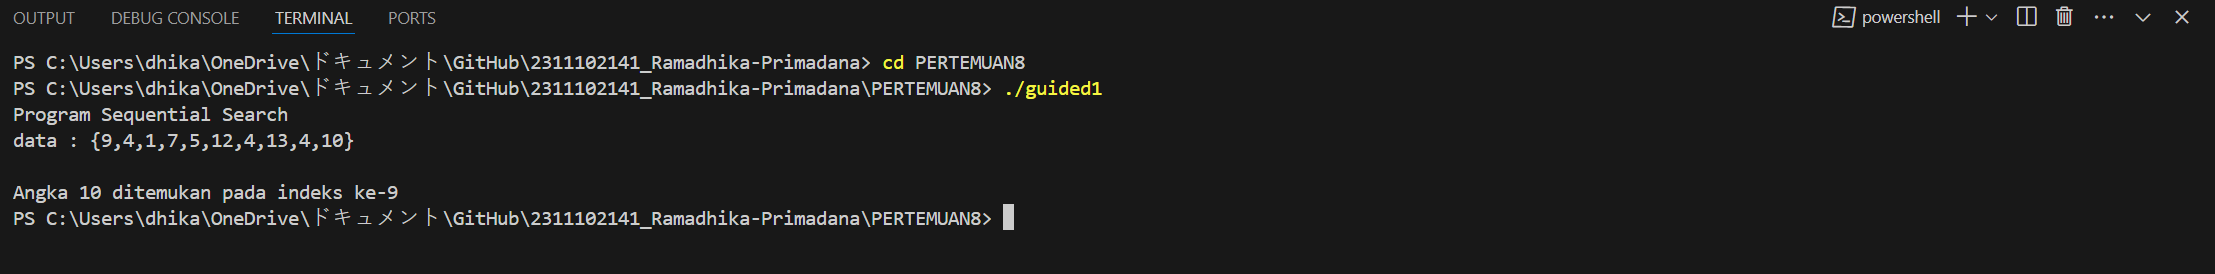 OUTPUT DEBUG CONSOLE TERMINAL PORTS powershell
PS C:\Users\dhika\OneDrive\ドキュメント\GitHub\2311102141_Ramadhika-Primadana> cd PERTEMUAN8
PS C:\Users\dhika\OneDrive\ドキュメント\GitHub\2311102141_Ramadhika-Primadana\PERTEMUAN8> ./guided1
Program Sequential Search
data : {9,4,1,7,5,12,4,13,4,10}
Angka 10 ditemukan pada indeks ke-9
PS C:\Users\dhika\OneDrive\ドキュメント\GitHub\2311102141_Ramadhika-Primadana\PERTEMUAN8>